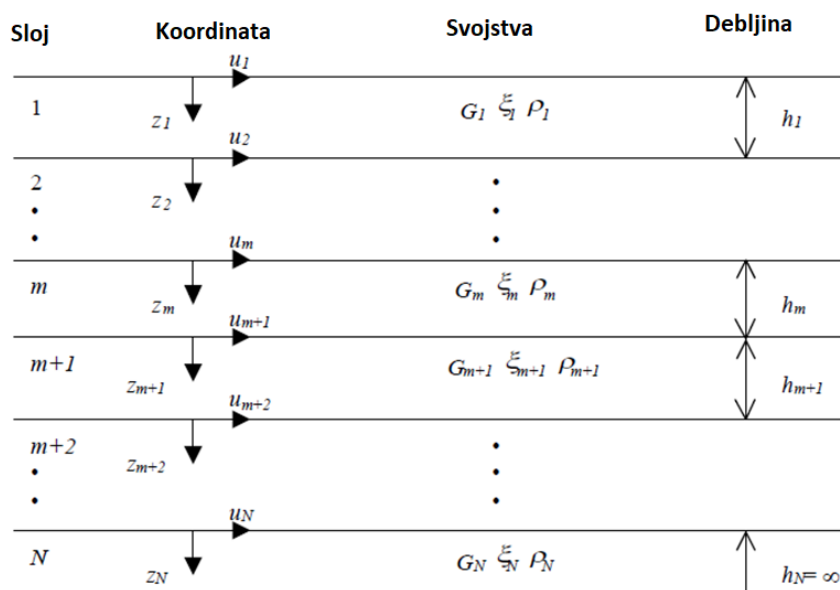 Sloj Koordinata Svojstva Debljina
u1
1 z1 G1 ξ1 ρ1 h1
u2
2 z2
um
m zm Gm ξm ρm hm
um+1
m+1 zm+1 Gm+1 ξm+1 ρm+1 hm+1
um+2
m+2 zm+2
uN
N zN GN ξN ρN hN=∞